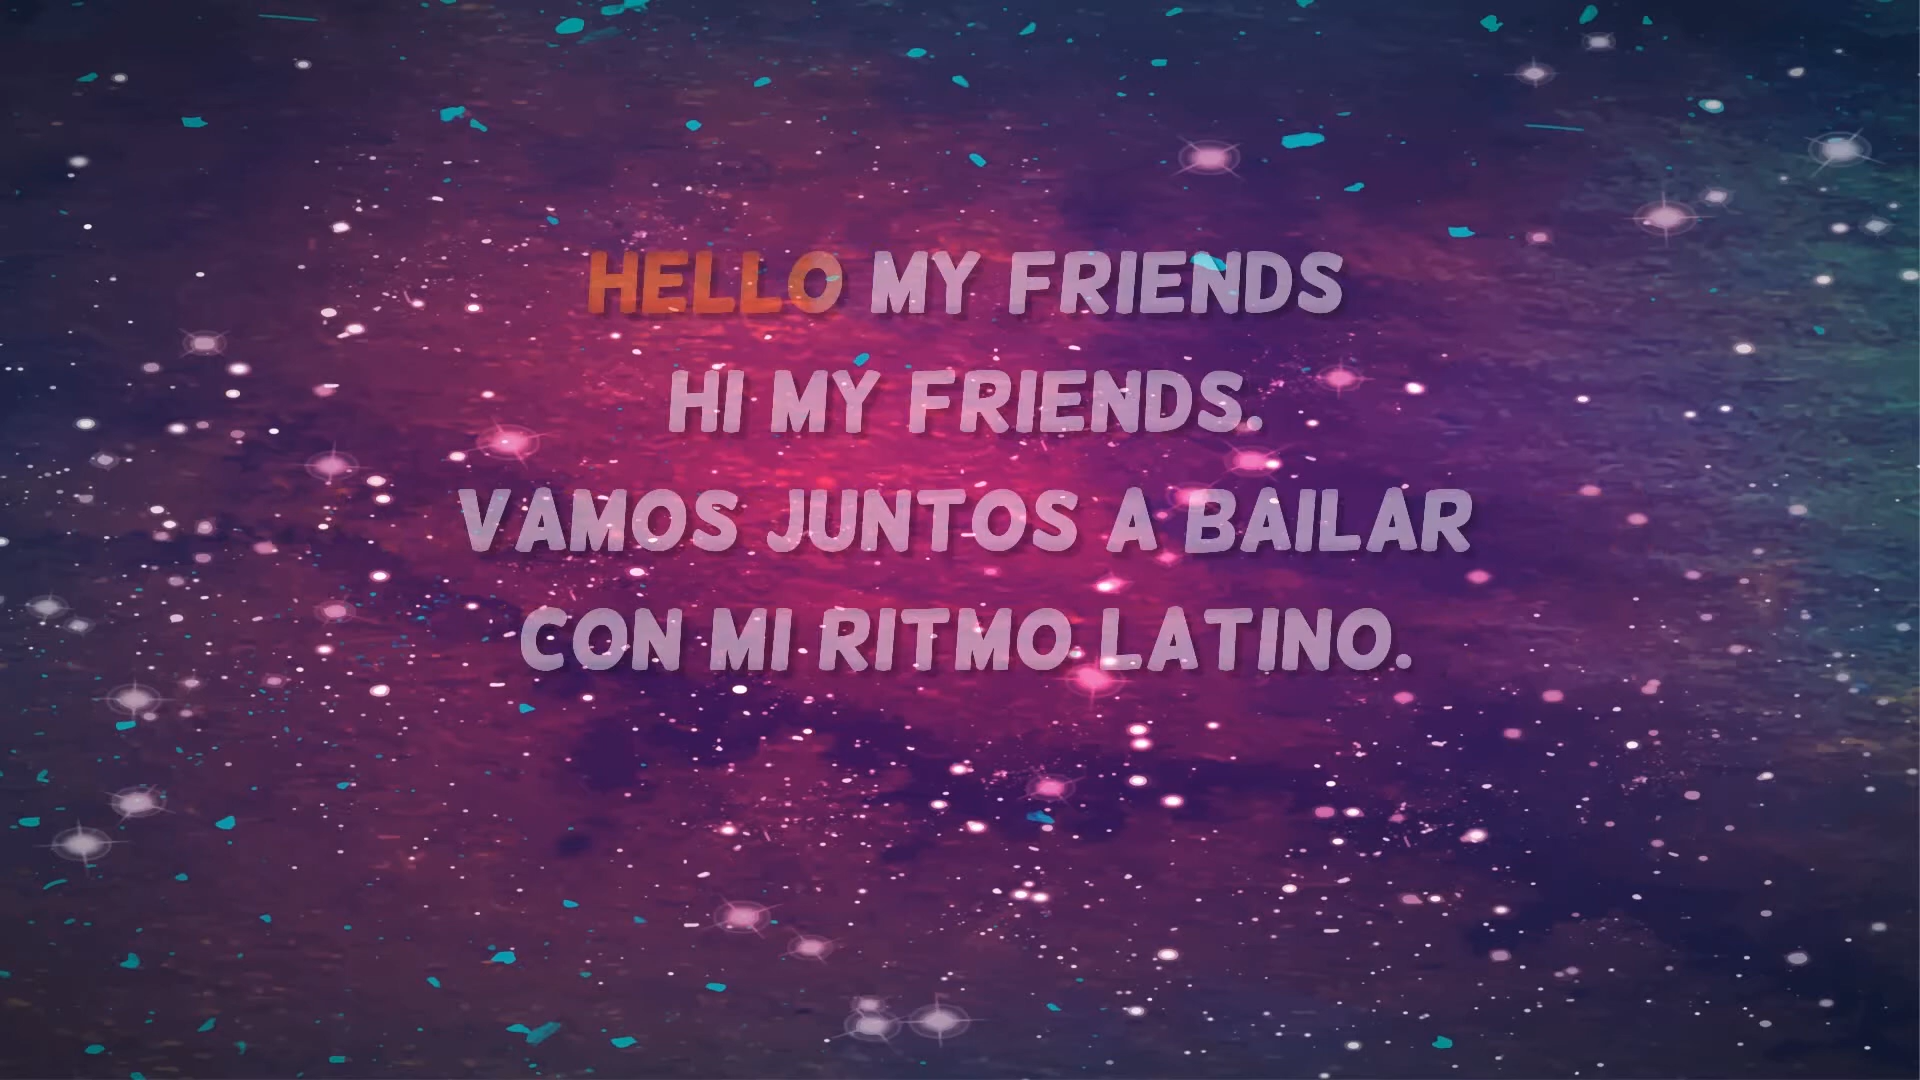 HELLO MY FRIENDS
HI MY FRIENDS.
VAMOS JUNTOS A BAILAR
CON MI RITMO LATINO.